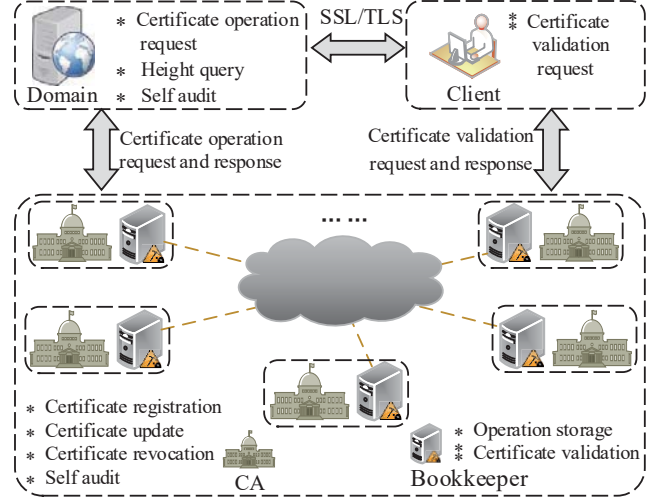 * Certificate operation
request
* Height query
* Self audit
Domain
SSL/TLS
* Certificate
* validation
request
Client
Certificate operation
request and response
Certificate validation
request and response
... ...
* Certificate registration
* Certificate update
* Certificate revocation
* Self audit
CA
* Operation storage
* Certificate validation
*
Bookkeeper